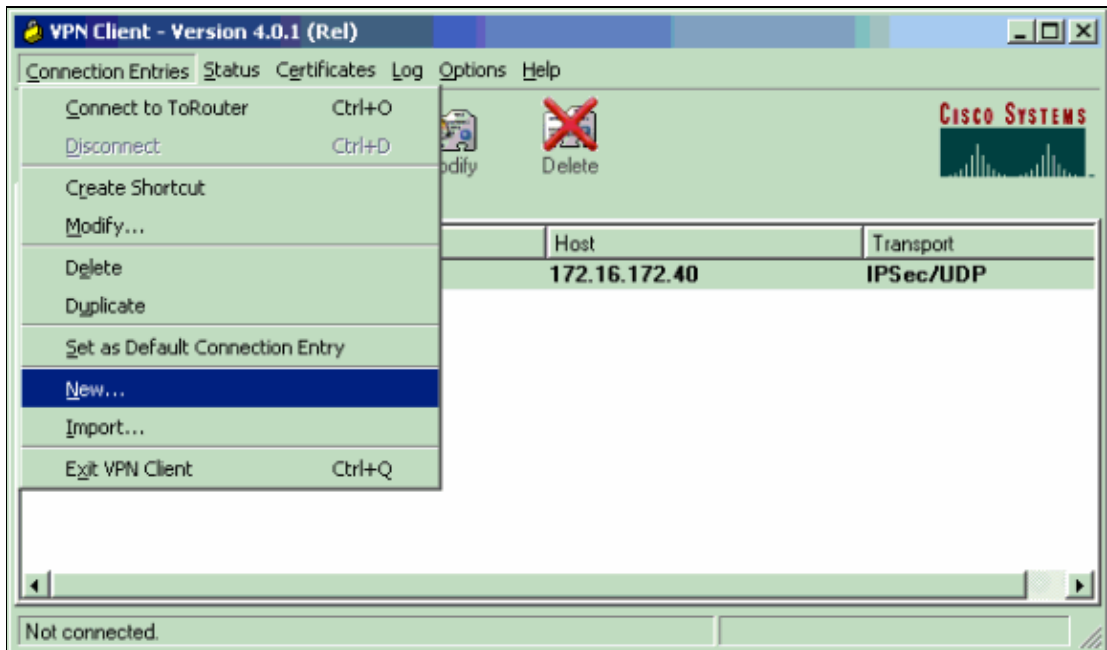 VPN Client - Version 4.0.1 (Rel)
Connection Entries Status Certificates Log Options Help
Connect to ToRouter Ctrl+O
Disconnect Ctrl+D
Create Shortcut
Modify...
Delete
Duplicate
Set as Default Connection Entry
New...
Import...
Exit VPN Client Ctrl+Q
odify Delete
CISCO SYSTEMS
Host Transport
172.16.172.40 IPSec/UDP
Not connected.